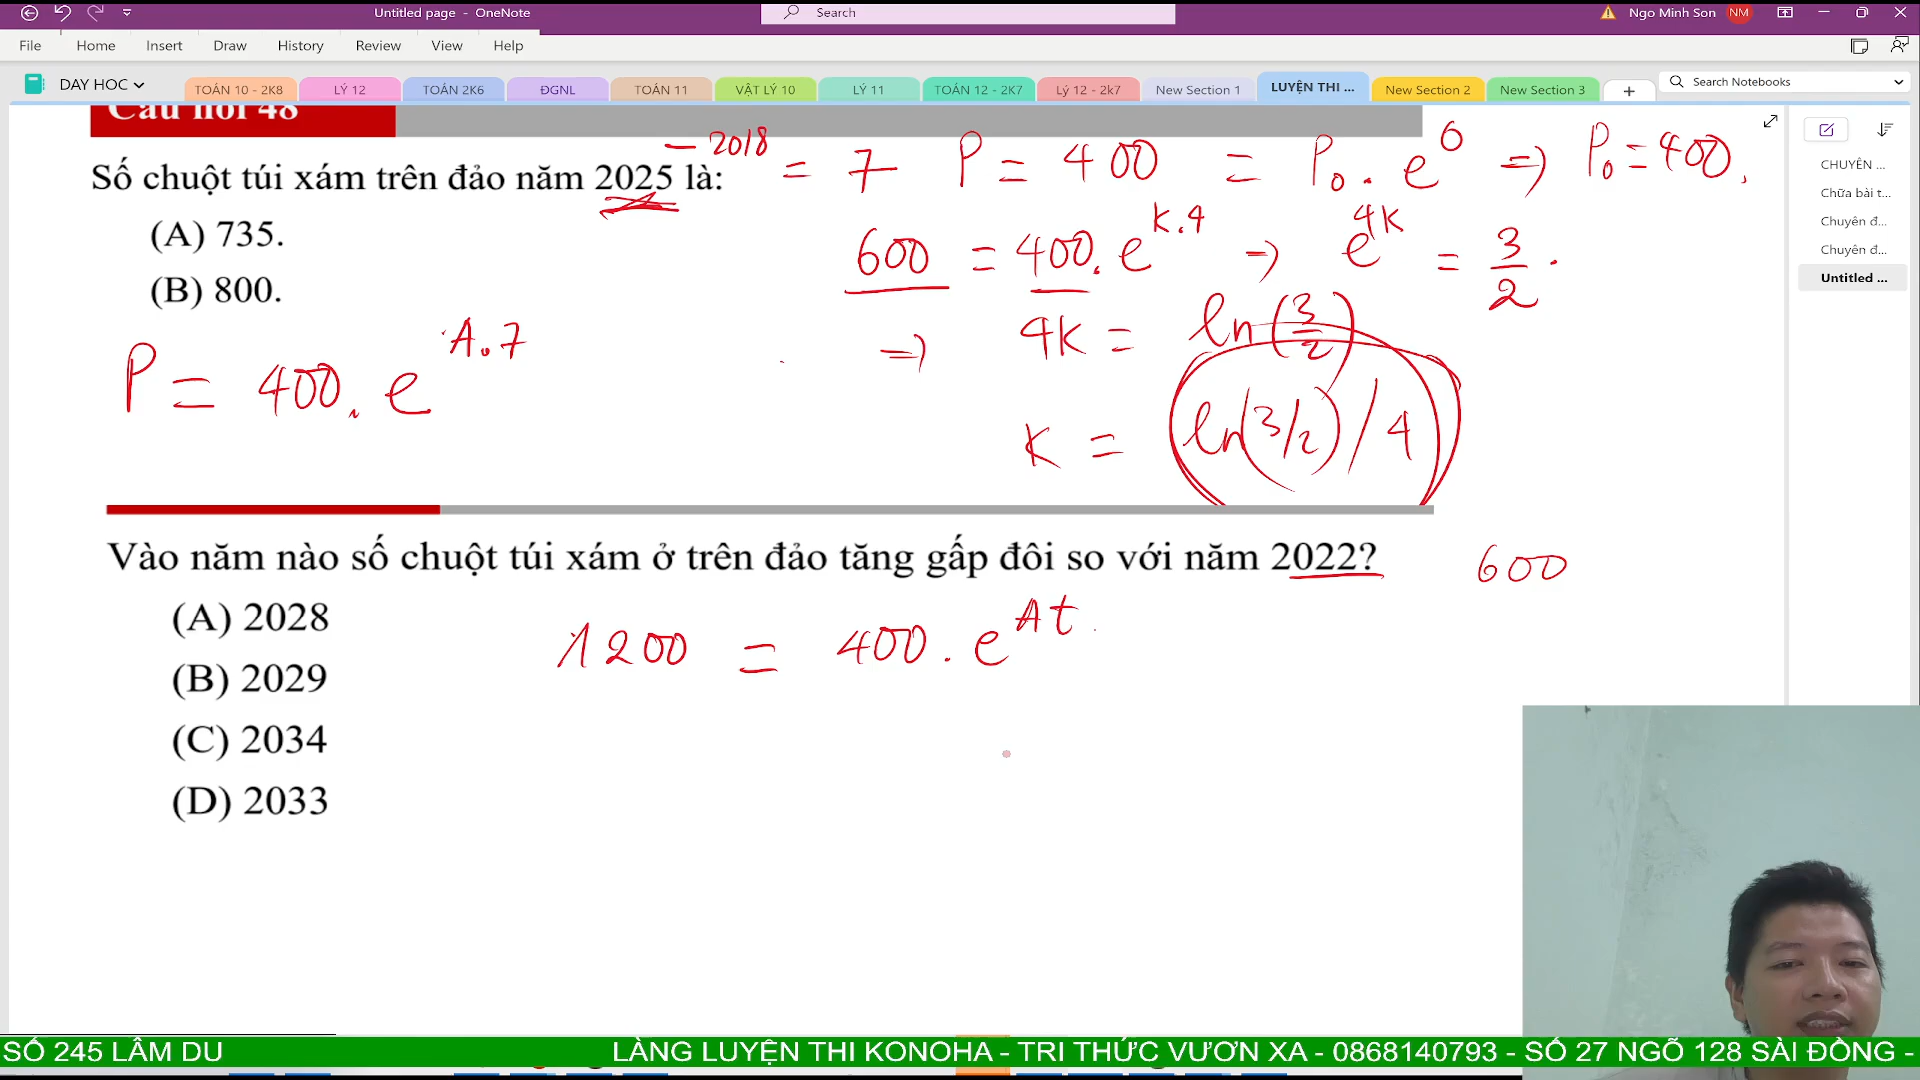 Untitled page - OneNote
Search
Ngo Minh Son
NM
File Home Insert Draw History Review View Help
DAY HOC
TOÁN 10 - 2K8
LÝ 12
TOÁN 2K6
ĐGNL
TOÁN 11
VẬT LÝ 10
LÝ 11
TOÁN 12 - 2K7
Lý 12 - 2k7
New Section 1
LUYỆN THI ...
New Section 2
New Section 3
+
Search Notebooks
CHUYÊN ...
Chữa bài t...
Chuyên đ...
Chuyên đ...
Untitled ...
Câu hỏi 48
Số chuột túi xám trên đảo năm 2025 là:
- 2018 = 7
P = 400 = P₀ . e⁰ => P₀ = 400.
(A) 735.
(B) 800.
600 = 400. e^{K.4} => e^{4K} = 3/2 .
=> 4K = ln(3/2)
K = ln(3/2) / 4
P = 400. e^{A.7}
Vào năm nào số chuột túi xám ở trên đảo tăng gấp đôi so với năm 2022?
600
(A) 2028
(B) 2029
(C) 2034
(D) 2033
1200 = 400 . e^{At}
SỐ 245 LÂM DU
LÀNG LUYỆN THI KONOHA - TRI THỨC VƯƠN XA - 0868140793 - SỐ 27 NGÕ 128 SÀI ĐỒNG -